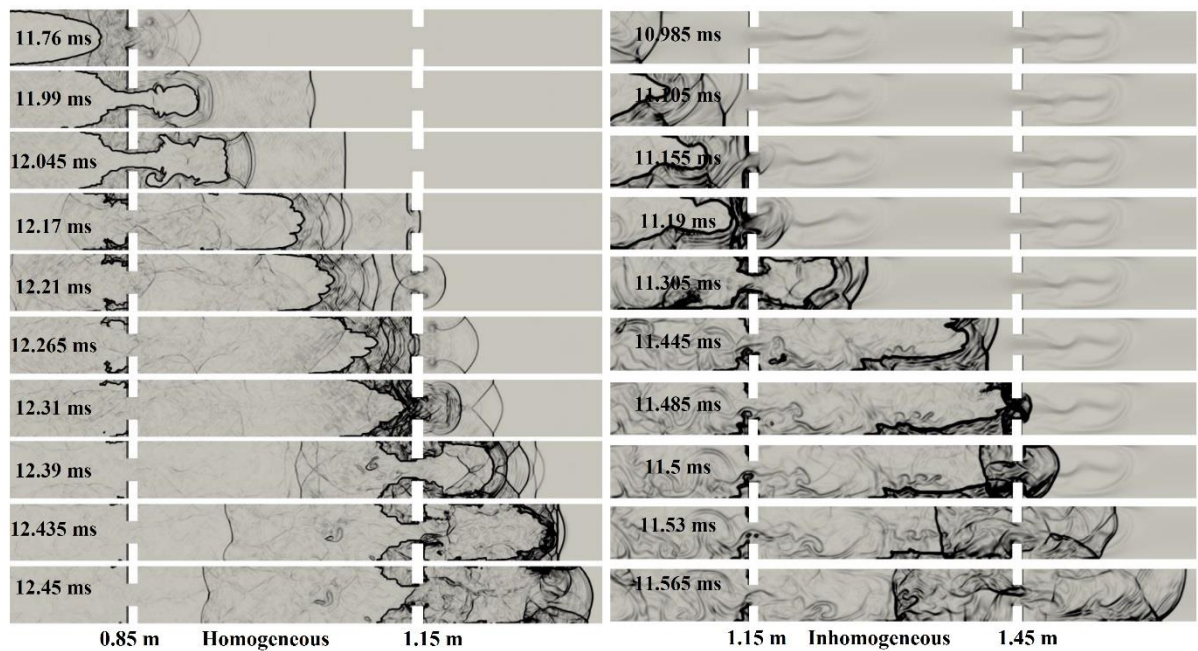 11.76 ms
11.99 ms
12.045 ms
12.17 ms
12.21 ms
12.265 ms
12.31 ms
12.39 ms
12.435 ms
12.45 ms
0.85 m Homogeneous 1.15 m
10.985 ms
11.105 ms
11.155 ms
11.19 ms
11.305 ms
11.445 ms
11.485 ms
11.5 ms
11.53 ms
11.565 ms
1.15 m Inhomogeneous 1.45 m